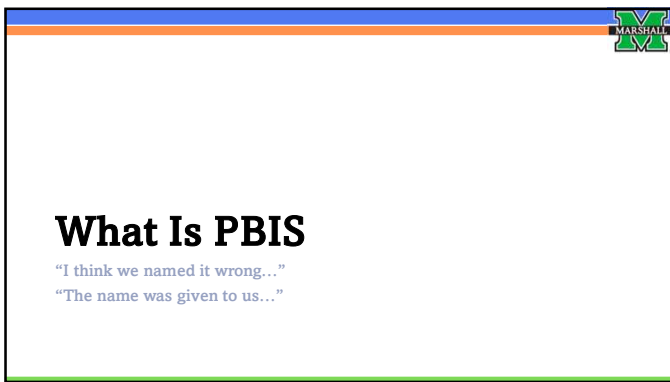 MARSHALL
What Is PBIS
“I think we named it wrong…”
“The name was given to us…”